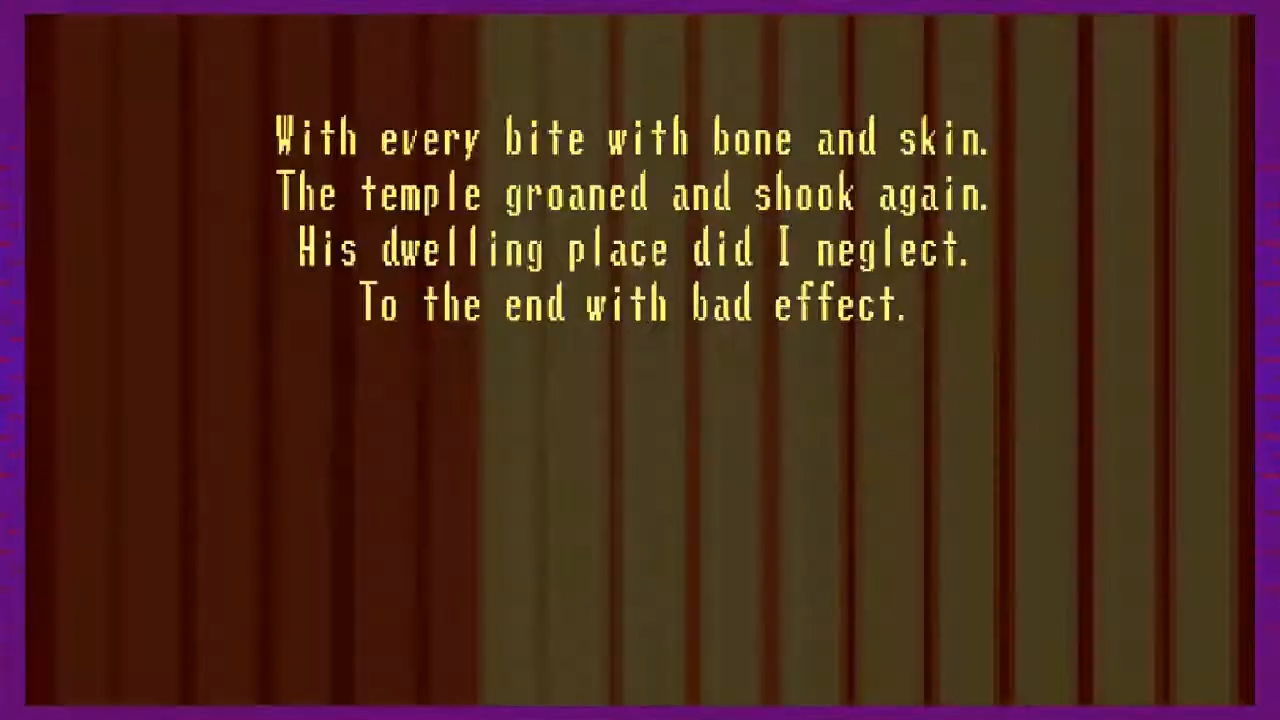 With every bite with bone and skin.
The temple groaned and shook again.
His dwelling place did I neglect.
To the end with bad effect.